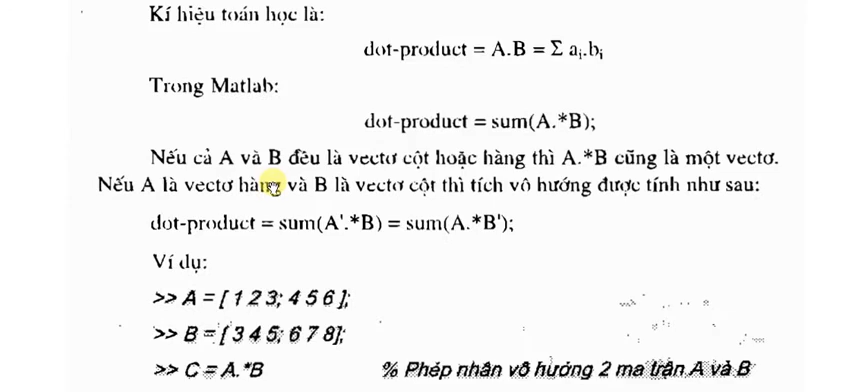 Kí hiệu toán học là:
dot-product = A.B = Σ aᵢ.bᵢ
Trong Matlab:
dot-product = sum(A.*B);
Nếu cả A và B đều là vectơ cột hoặc hàng thì A.*B cũng là một vectơ.
Nếu A là vectơ hàng và B là vectơ cột thì tích vô hướng được tính như sau:
dot-product = sum(A'.*B) = sum(A.*B');
Ví dụ:
>> A = [ 1 2 3; 4 5 6 ];
>> B = [ 3 4 5; 6 7 8];
>> C = A.*B % Phép nhân vô hướng 2 ma trận A và B